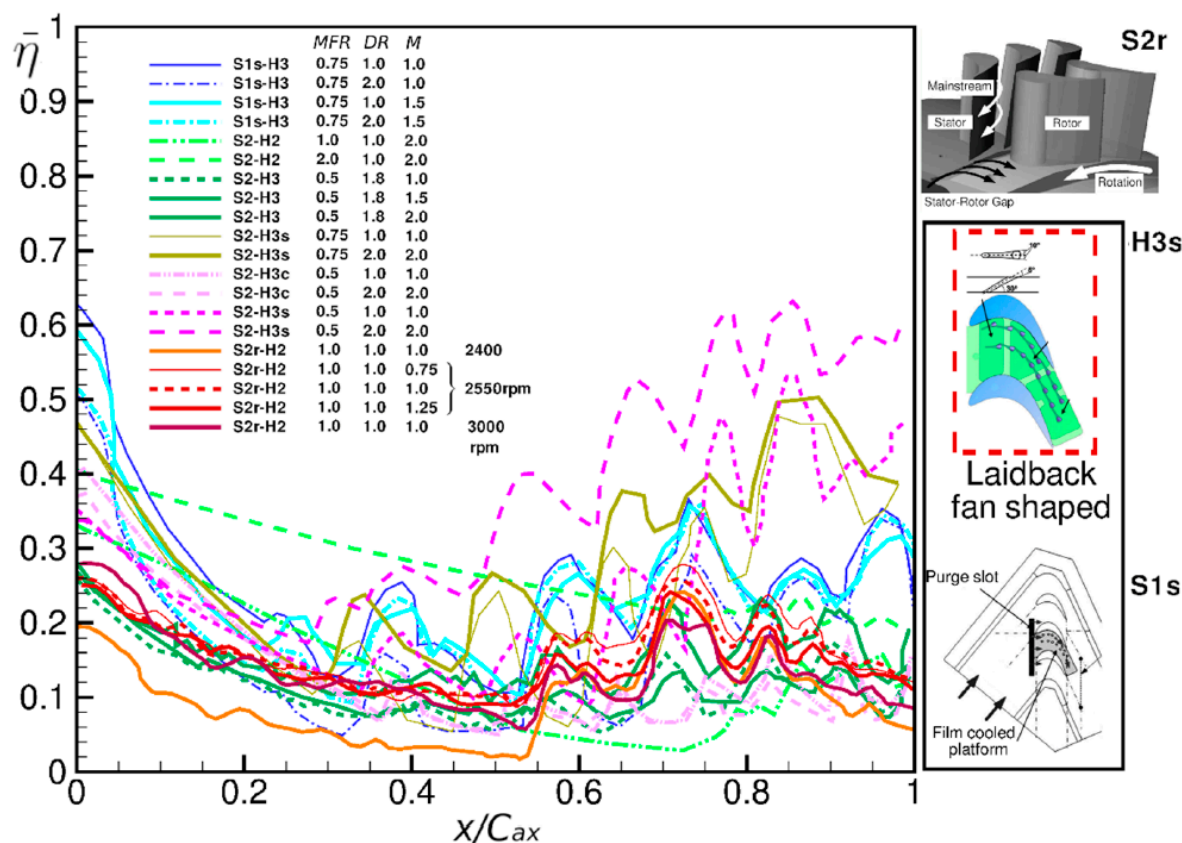 η̄
1
0.9
0.8
0.7
0.6
0.5
0.4
0.3
0.2
0.1
0
0
0.2
0.4
0.6
0.8
1
x/Cax
MFR DR M
S1s-H3 0.75 1.0 1.0
S1s-H3 0.75 2.0 1.0
S1s-H3 0.75 1.0 1.5
S1s-H3 0.75 2.0 1.5
S2-H2 1.0 1.0 2.0
S2-H2 2.0 1.0 2.0
S2-H3 0.5 1.8 1.0
S2-H3 0.5 1.8 1.5
S2-H3 0.5 1.8 2.0
S2-H3s 0.75 1.0 1.0
S2-H3s 0.75 2.0 2.0
S2-H3c 0.5 1.0 1.0
S2-H3c 0.5 2.0 2.0
S2-H3s 0.5 1.0 1.0
S2-H3s 0.5 2.0 2.0
S2r-H2 1.0 1.0 1.0 2400
S2r-H2 1.0 1.0 0.75
S2r-H2 1.0 1.0 1.0 2550rpm
S2r-H2 1.0 1.0 1.25
S2r-H2 1.0 1.0 1.0 3000
rpm
S2r
Mainstream
Stator
Rotor
Rotation
Stator-Rotor Gap
H3s
10°
30°
Laidback
fan shaped
S1s
Purge slot
Film cooled
platform